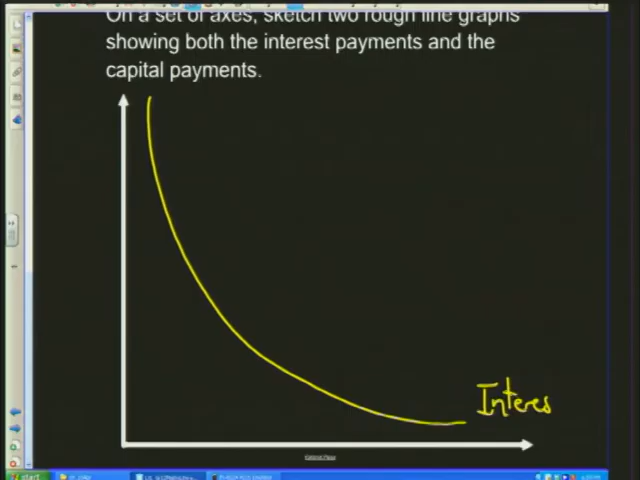 On a set of axes, sketch two rough line graphs
showing both the interest payments and the
capital payments.
Interes
start